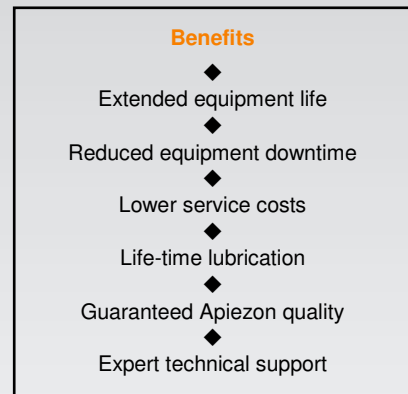 Benefits
◆
Extended equipment life
◆
Reduced equipment downtime
◆
Lower service costs
◆
Life-time lubrication
◆
Guaranteed Apiezon quality
◆
Expert technical support